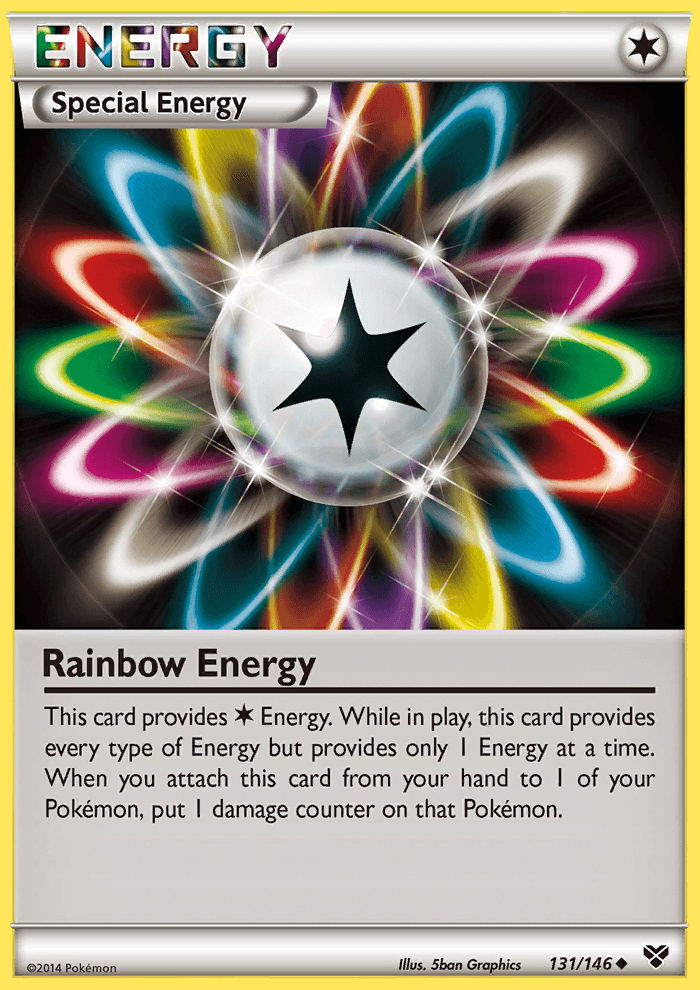 ENERGY
Special Energy
Rainbow Energy
This card provides ✶ Energy. While in play, this card provides
every type of Energy but provides only 1 Energy at a time.
When you attach this card from your hand to 1 of your
Pokémon, put 1 damage counter on that Pokémon.
©2014 Pokémon
Illus. 5ban Graphics 131/146 ◆